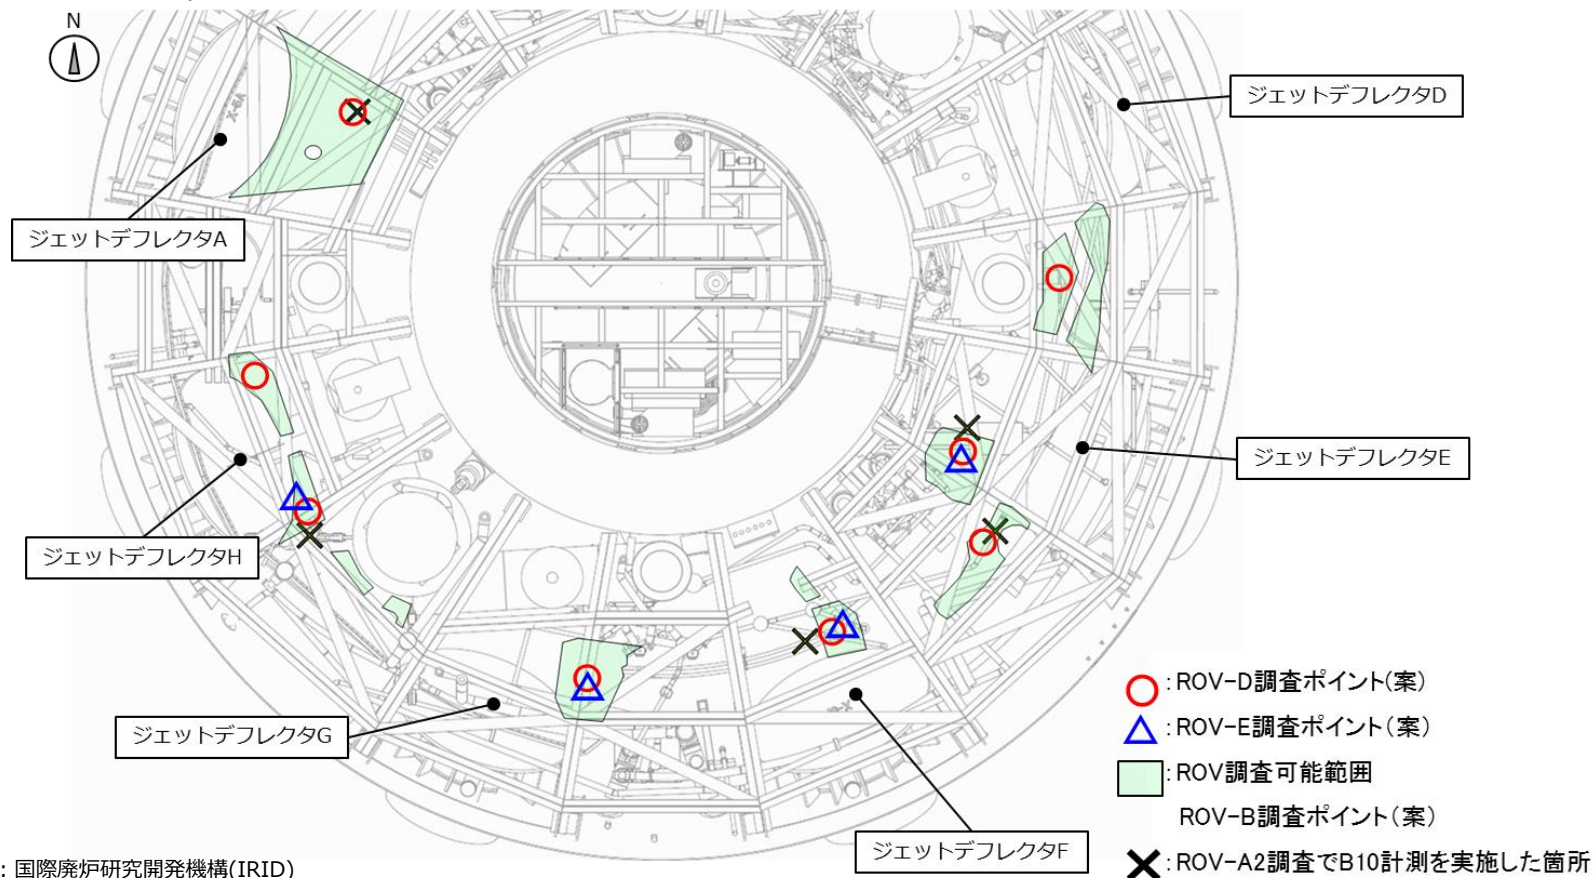 N
ジェットデフレクタD
ジェットデフレクタA
ジェットデフレクタE
ジェットデフレクタH
ジェットデフレクタG
ジェットデフレクタF
:ROV-D調査ポイント(案)
:ROV-E調査ポイント(案)
:ROV調査可能範囲
ROV-B調査ポイント(案)
:ROV-A2調査でB10計測を実施した箇所
: 国際廃炉研究開発機構(IRID)